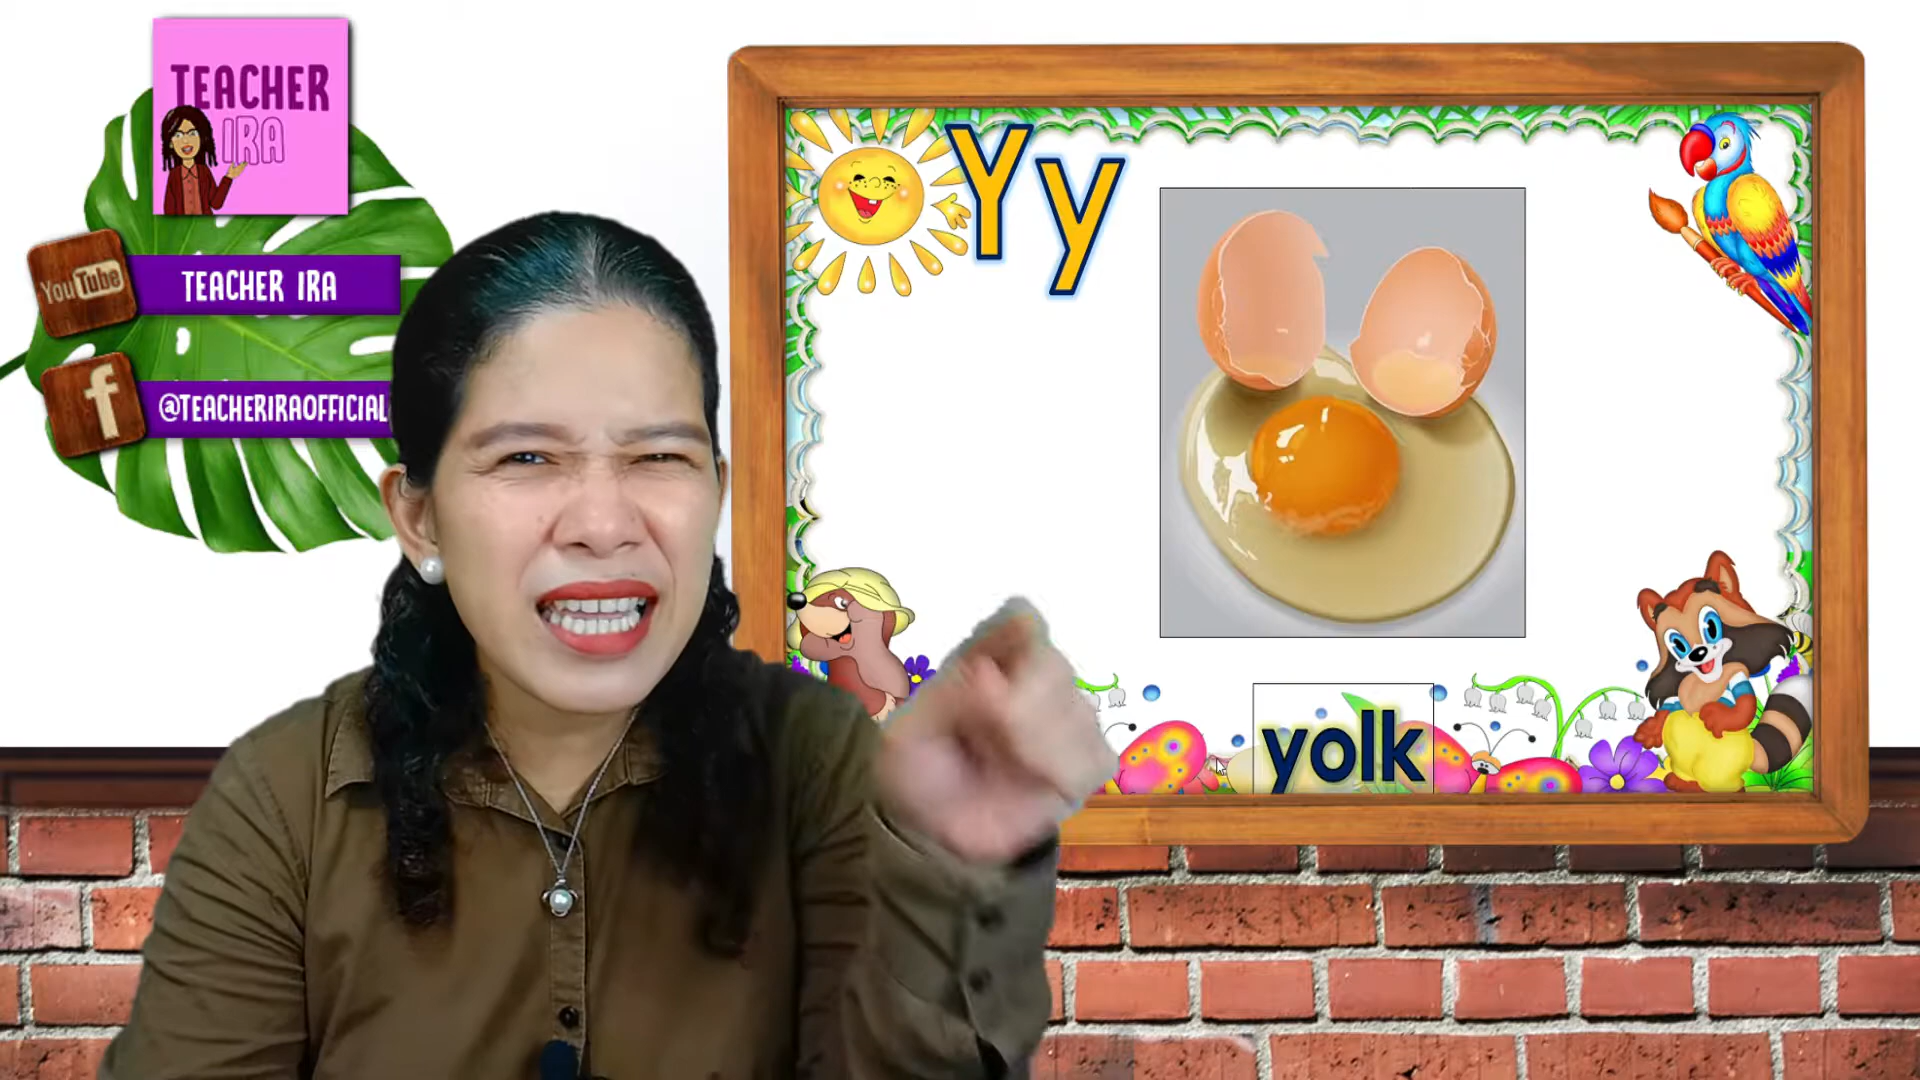 TEACHER
IRA
YouTube
TEACHER IRA
f
@TEACHERIRAOFFICIAL
Yy
yolk